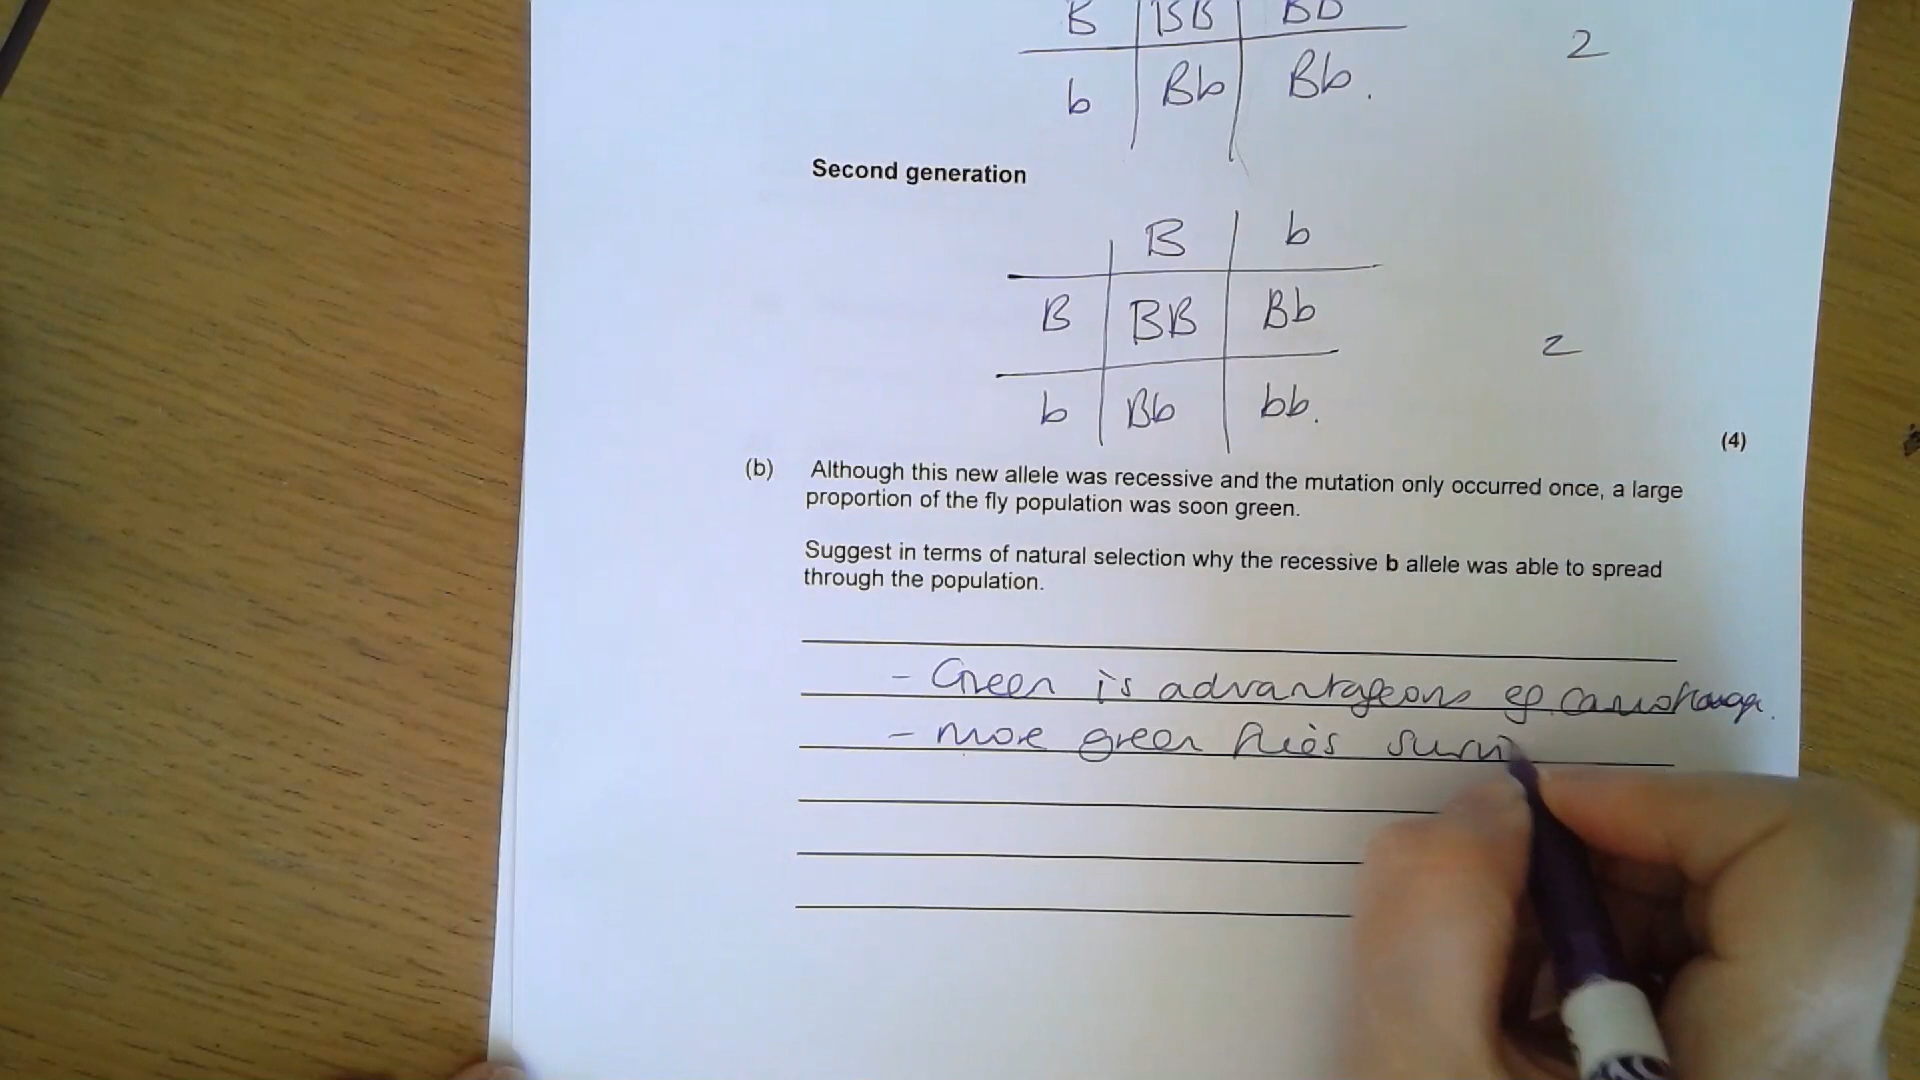 B BB BB
2
b Bb Bb.
Second generation
B b
B BB Bb
2
b Bb bb.
(4)
(b) Although this new allele was recessive and the mutation only occurred once, a large
proportion of the fly population was soon green.
Suggest in terms of natural selection why the recessive b allele was able to spread
through the population.
- Green is advantageous eg. camouflage.
- more green flies survi